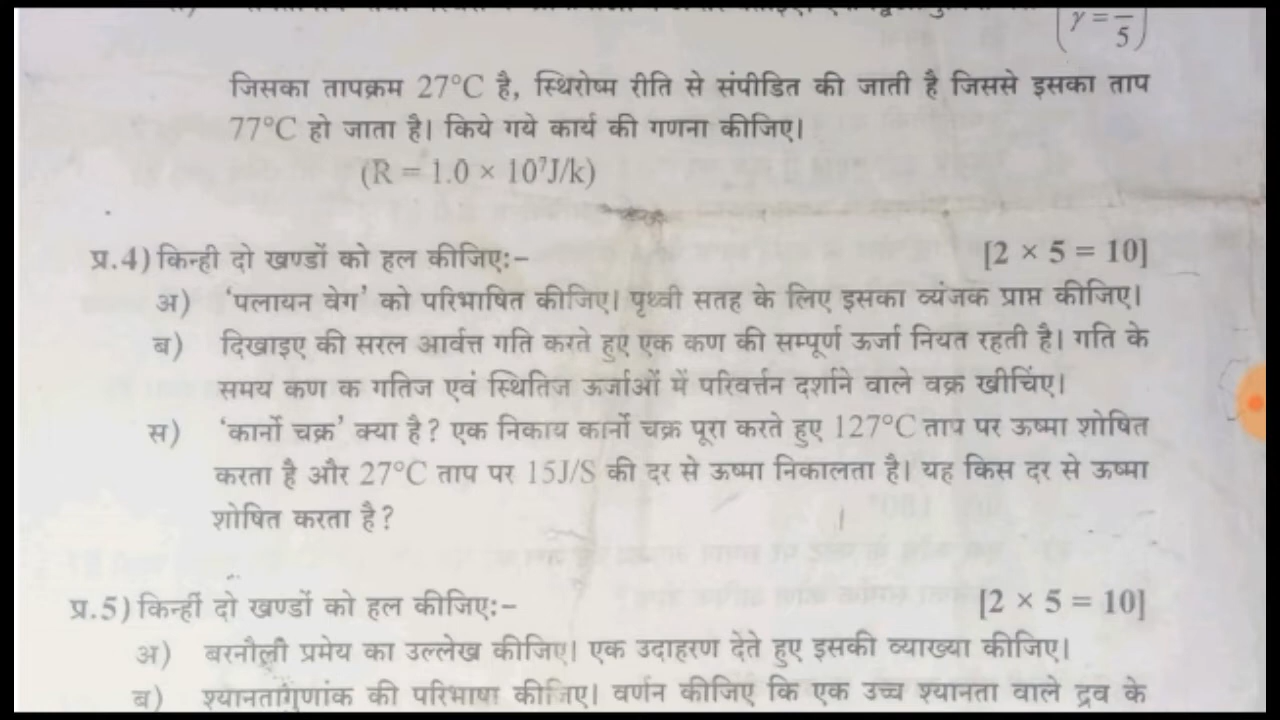 (γ = 5)
जिसका तापक्रम 27°C है, स्थिरोष्म रीति से संपीडित की जाती है जिससे इसका ताप
77°C हो जाता है। किये गये कार्य की गणना कीजिए।
(R = 1.0 × 10⁷J/k)
प्र.4) किन्ही दो खण्डों को हल कीजिए:– [2 × 5 = 10]
अ) 'पलायन वेग' को परिभाषित कीजिए। पृथ्वी सतह के लिए इसका व्यंजक प्राप्त कीजिए।
ब) दिखाइए की सरल आर्वत्त गति करते हुए एक कण की सम्पूर्ण ऊर्जा नियत रहती है। गति के
समय कण क गतिज एवं स्थितिज ऊर्जाओं में परिवर्त्तन दर्शाने वाले वक्र खीचिंए।
स) 'कार्नो चक्र' क्या है? एक निकाय कार्नो चक्र पूरा करते हुए 127°C ताप पर ऊष्मा शोषित
करता है और 27°C ताप पर 15J/S की दर से ऊष्मा निकालता है। यह किस दर से ऊष्मा
शोषित करता है?
प्र.5) किन्हीं दो खण्डों को हल कीजिए:– [2 × 5 = 10]
अ) बरनौली प्रमेय का उल्लेख कीजिए। एक उदाहरण देते हुए इसकी व्याख्या कीजिए।
ब) श्यानतागुणांक की परिभाषा कीजिए। वर्णन कीजिए कि एक उच्च श्यानता वाले द्रव के